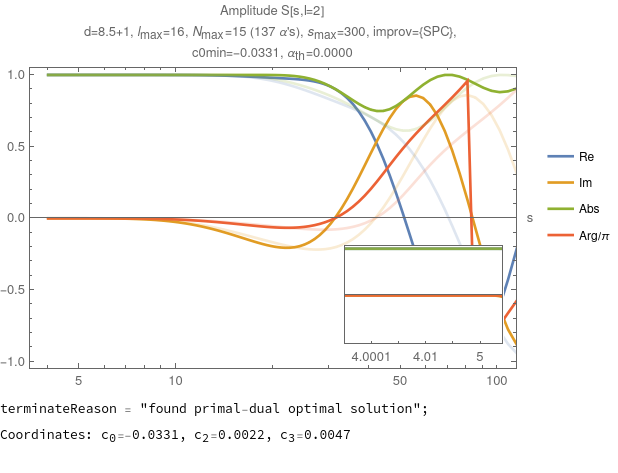 Amplitude S[s,l=2]
d=8.5+1, lmax=16, Nmax=15 (137 α's), smax=300, improv={SPC},
c0min=-0.0331, αth=0.0000
1.0
0.5
0.0
-0.5
-1.0
5
10
50
100
s
4.0001
4.01
5
Re
Im
Abs
Arg/π
terminateReason = "found primal-dual optimal solution";
Coordinates: c0=-0.0331, c2=0.0022, c3=0.0047